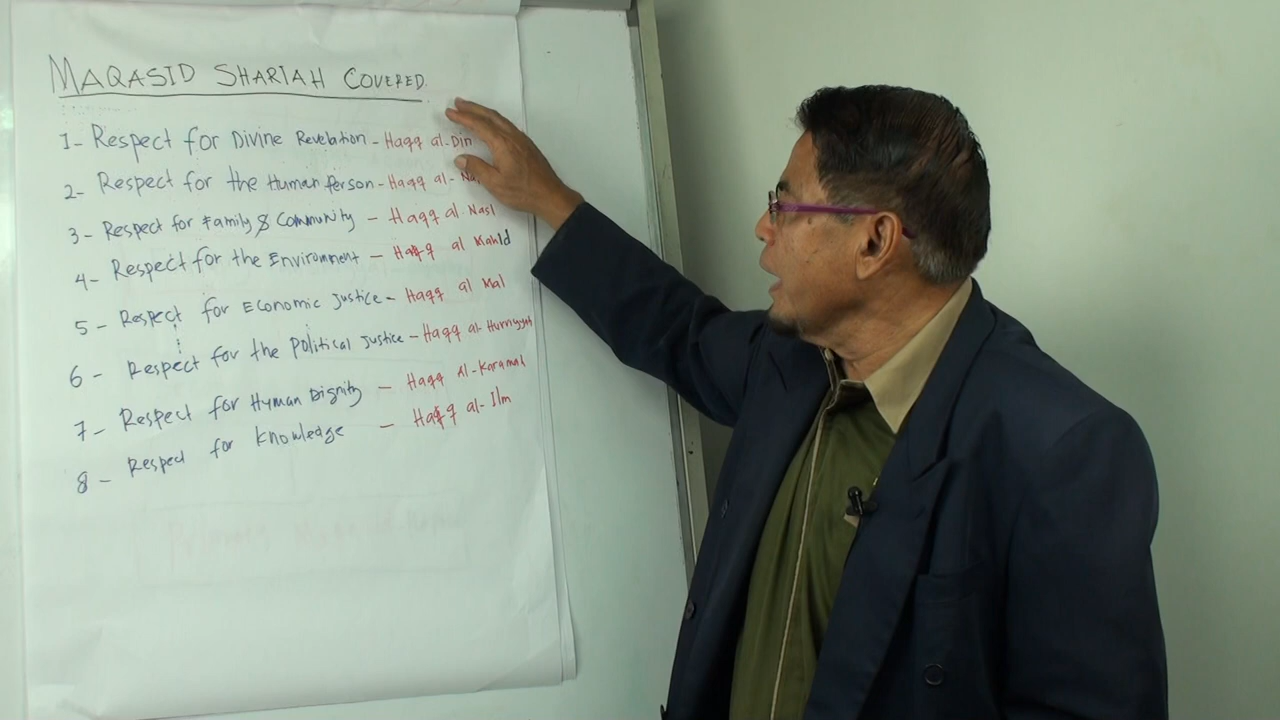 MAQASID SHARIAH COVERED.
1- Respect for Divine Revelation - Haqq al-Din
2- Respect for the Human Person - Haqq al-
3- Respect for Family & Community - Haqq al Nasl
4- Respect for the Environment - Haqq al
5- Respect for Economic Justice - Haqq al Mal
6- Respect for the Political Justice - Haqq al-Hurriyyah
7- Respect for Human Dignity - Haqq al-Karamah
8- Respect for Knowledge - Haqq al-Ilm